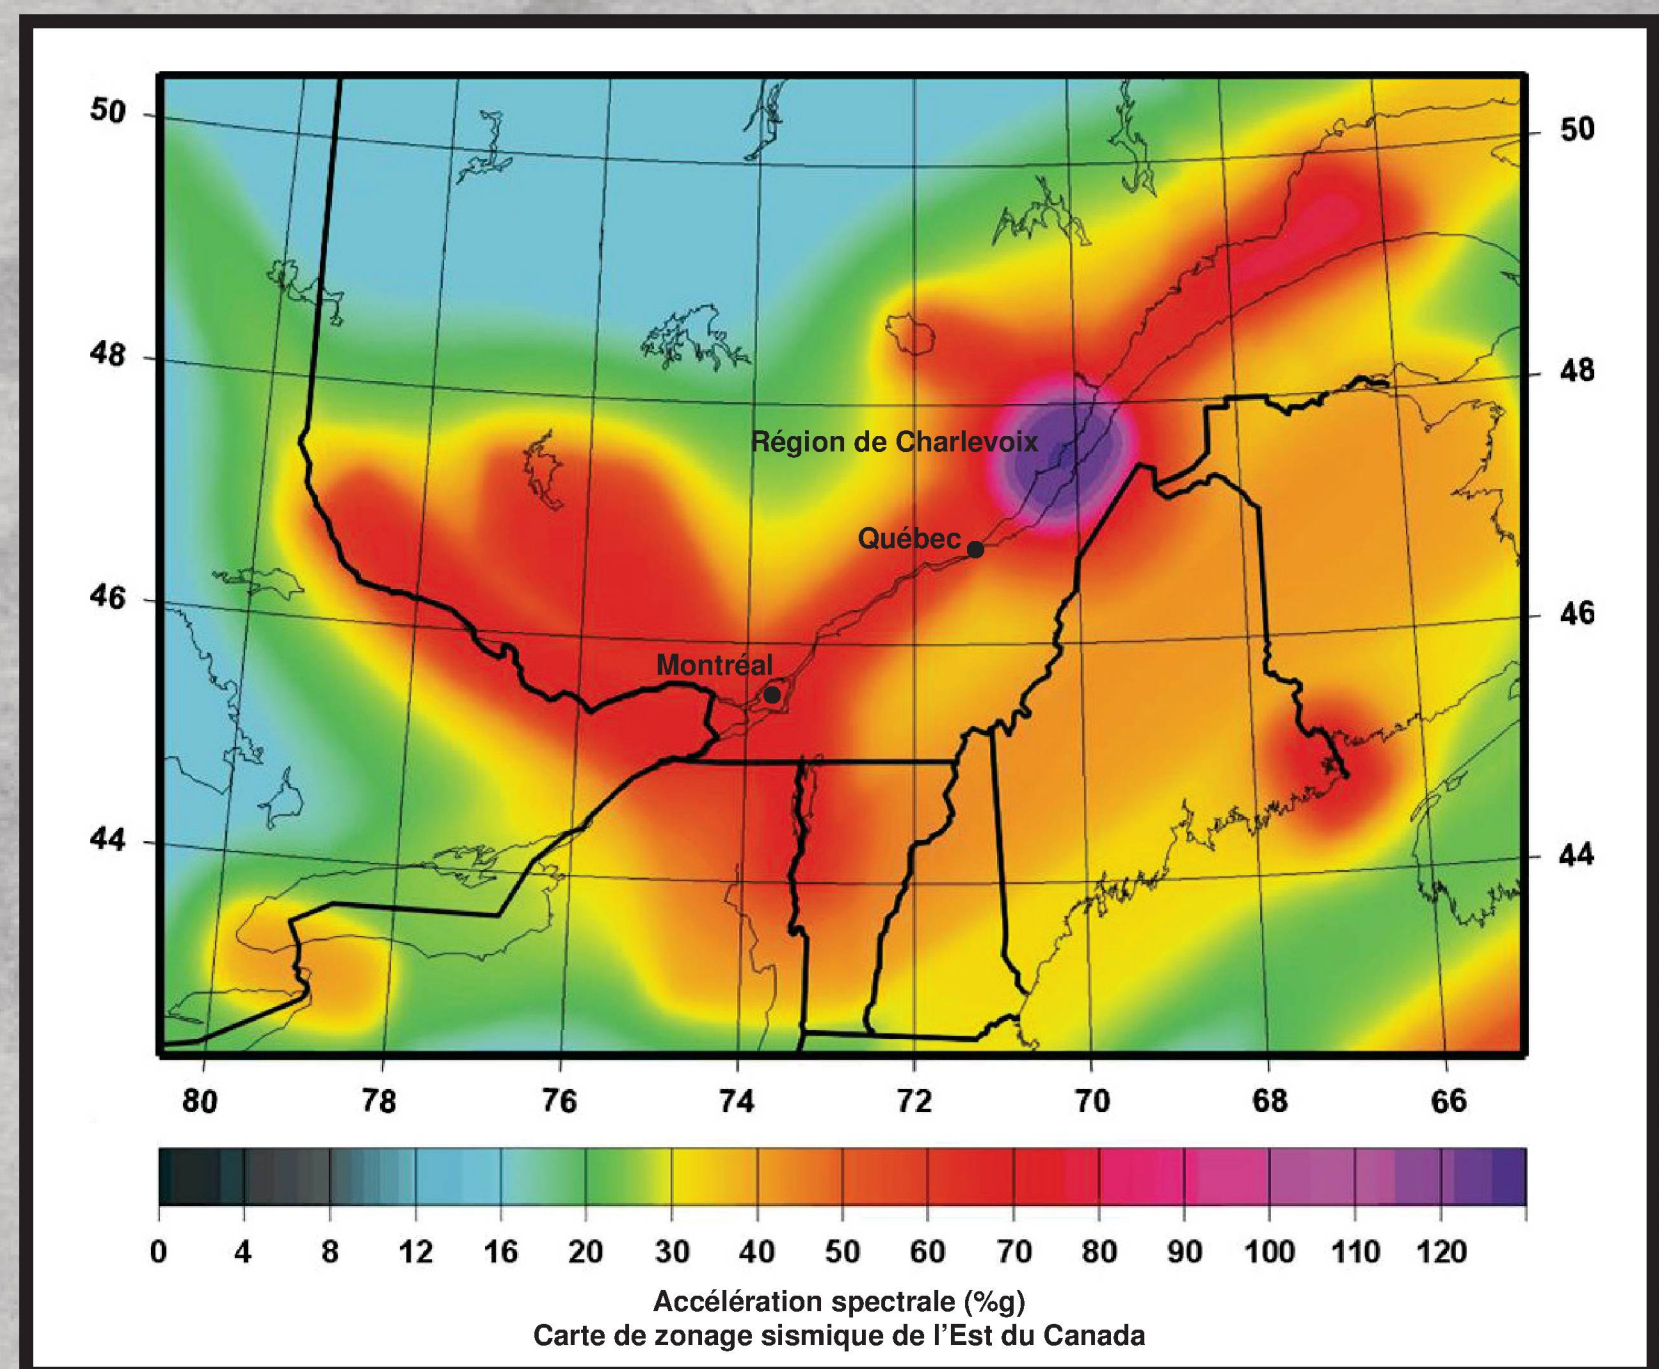 50
50
48
48
Région de Charlevoix
Québec
46
46
Montréal
44
44
80 78 76 74 72 70 68 66
0 4 8 12 16 20 30 40 50 60 70 80 90 100 110 120
Accélération spectrale (%g)
Carte de zonage sismique de l'Est du Canada